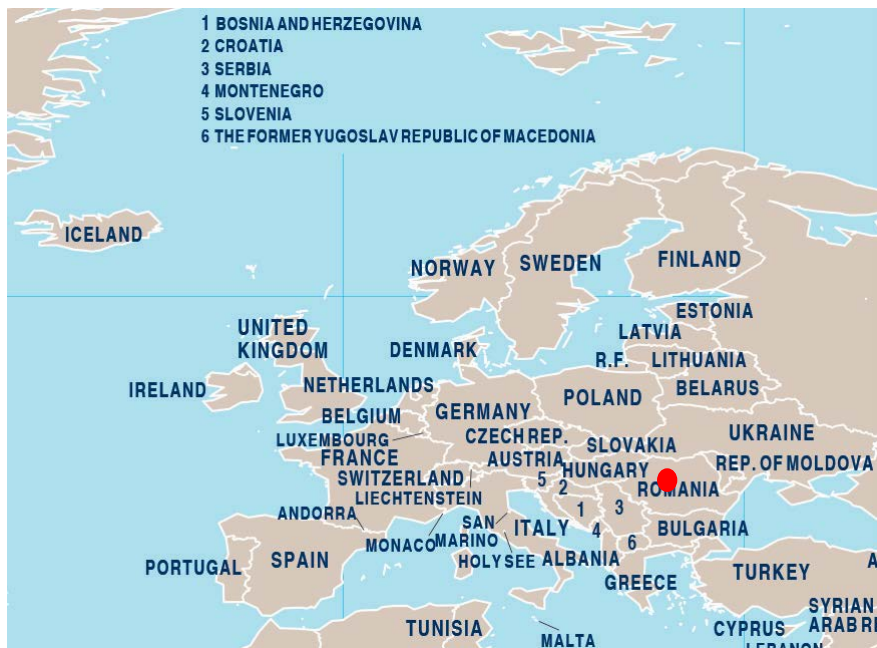 1 BOSNIA AND HERZEGOVINA
2 CROATIA
3 SERBIA
4 MONTENEGRO
5 SLOVENIA
6 THE FORMER YUGOSLAV REPUBLIC OF MACEDONIA
ICELAND
NORWAY
SWEDEN
FINLAND
ESTONIA
UNITED
KINGDOM
LATVIA
DENMARK
R.F.
LITHUANIA
IRELAND
NETHERLANDS
BELARUS
POLAND
BELGIUM
GERMANY
UKRAINE
LUXEMBOURG
CZECH REP.
SLOVAKIA
FRANCE
AUSTRIA
HUNGARY
REP. OF MOLDOVA
SWITZERLAND
5
2
ROMANIA
LIECHTENSTEIN
1
3
ANDORRA
SAN
MARINO
ITALY
4
BULGARIA
MONACO
6
PORTUGAL
SPAIN
HOLY SEE
ALBANIA
GREECE
TURKEY
A
SYRIAN
ARAB RE
TUNISIA
CYPRUS
MALTA
LEBANON